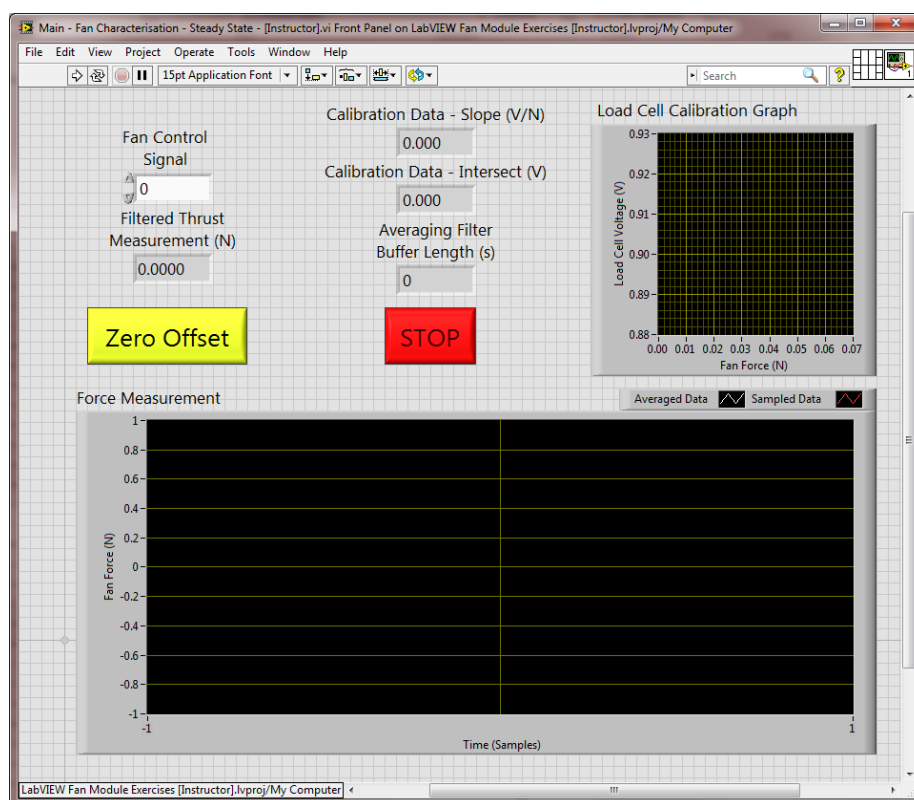 Main - Fan Characterisation - Steady State - [Instructor].vi Front Panel on LabVIEW Fan Module Exercises [Instructor].lvproj/My Computer
File Edit View Project Operate Tools Window Help
15pt Application Font
Search
?
1
Fan Control
Signal
0
Filtered Thrust
Measurement (N)
0.0000
Zero Offset
Calibration Data - Slope (V/N)
0.000
Calibration Data - Intersect (V)
0.000
Averaging Filter
Buffer Length (s)
0
STOP
Load Cell Calibration Graph
Load Cell Voltage (V)
0.93
0.92
0.91
0.90
0.89
0.88
0.00 0.01 0.02 0.03 0.04 0.05 0.06 0.07
Fan Force (N)
Force Measurement
Averaged Data Sampled Data
Fan Force (N)
1
0.8
0.6
0.4
0.2
0
-0.2
-0.4
-0.6
-0.8
-1
-1 1
Time (Samples)
LabVIEW Fan Module Exercises [Instructor].lvproj/My Computer